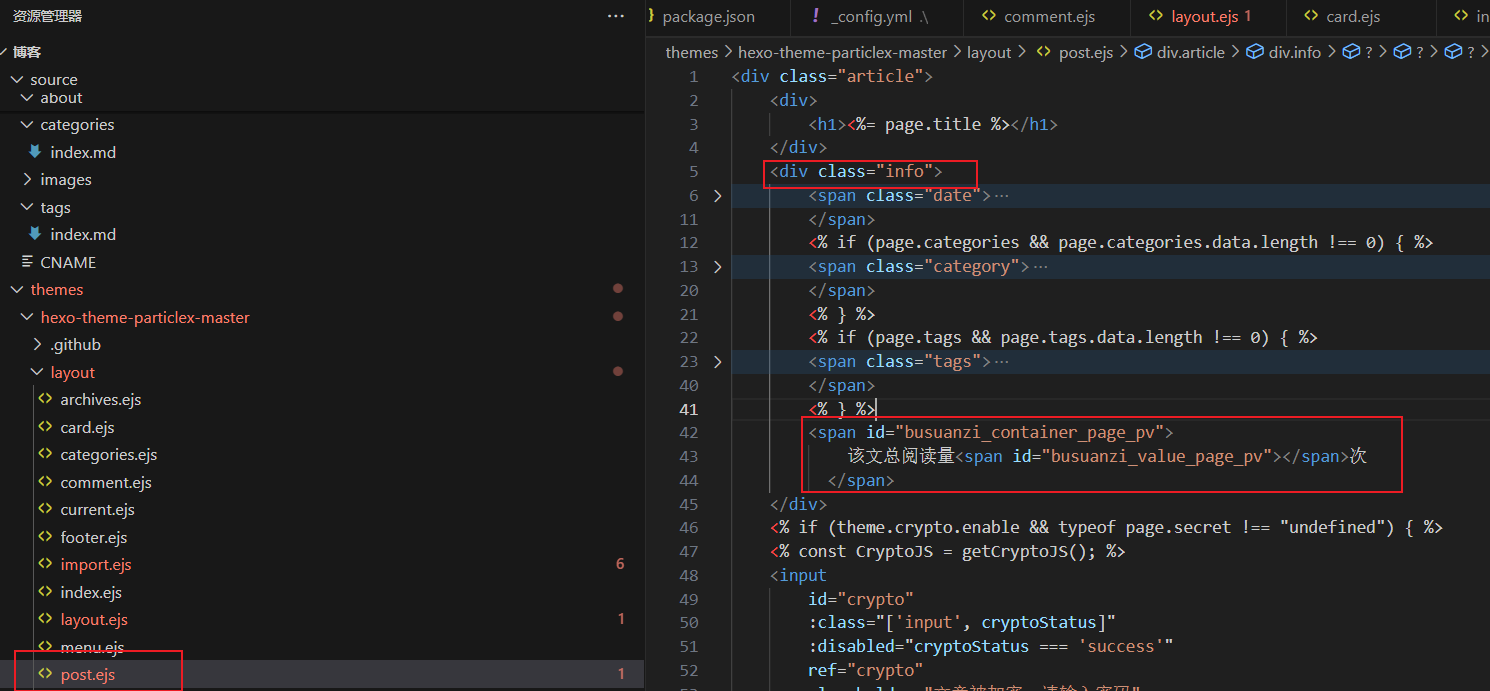 资源管理器 ···
博客
source
about
categories
index.md
images
tags
index.md
CNAME
themes
hexo-theme-particlex-master
.github
layout
archives.ejs
card.ejs
categories.ejs
comment.ejs
current.ejs
footer.ejs
import.ejs 6
index.ejs
layout.ejs 1
menu.ejs
post.ejs 1
} package.json ! _config.yml .\ <> comment.ejs <> layout.ejs 1 <> card.ejs <> in
themes > hexo-theme-particlex-master > layout > <> post.ejs > div.article > div.info > ? > ? > ? >
1 <div class="article">
2 <div>
3 <h1><%= page.title %></h1>
4 </div>
5 <div class="info">
6 <span class="date">···
11 </span>
12 <% if (page.categories && page.categories.data.length !== 0) { %>
13 <span class="category">···
20 </span>
21 <% } %>
22 <% if (page.tags && page.tags.data.length !== 0) { %>
23 <span class="tags">···
40 </span>
41 <% } %>
42 <span id="busuanzi_container_page_pv">
43 该文总阅读量<span id="busuanzi_value_page_pv"></span>次
44 </span>
45 </div>
46 <% if (theme.crypto.enable && typeof page.secret !== "undefined") { %>
47 <% const CryptoJS = getCryptoJS(); %>
48 <input
49 id="crypto"
50 :class="['input', cryptoStatus]"
51 :disabled="cryptoStatus === 'success'"
52 ref="crypto"